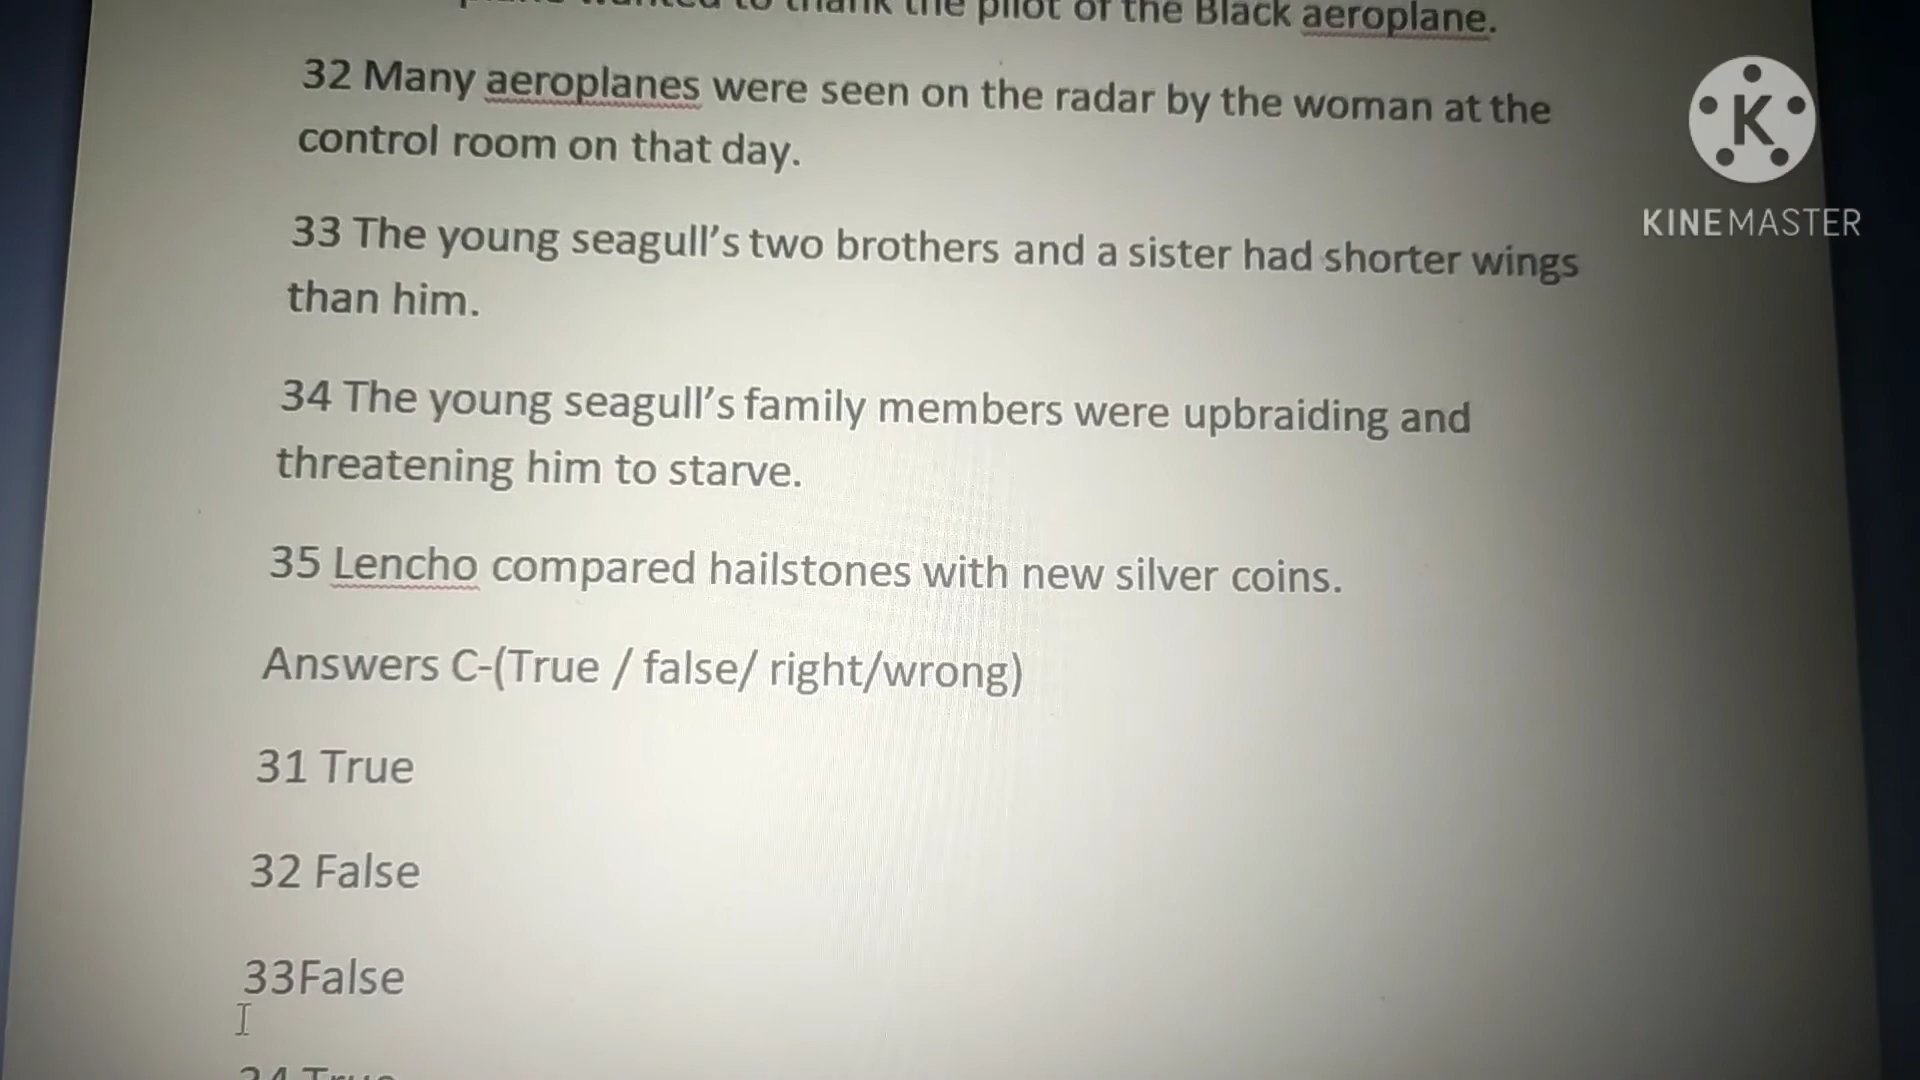 wanted to thank the pilot of the Black aeroplane.
32 Many aeroplanes were seen on the radar by the woman at the
control room on that day.
33 The young seagull's two brothers and a sister had shorter wings
than him.
34 The young seagull's family members were upbraiding and
threatening him to starve.
35 Lencho compared hailstones with new silver coins.
Answers C-(True / false/ right/wrong)
31 True
32 False
33False
34 True
K
KINEMASTER